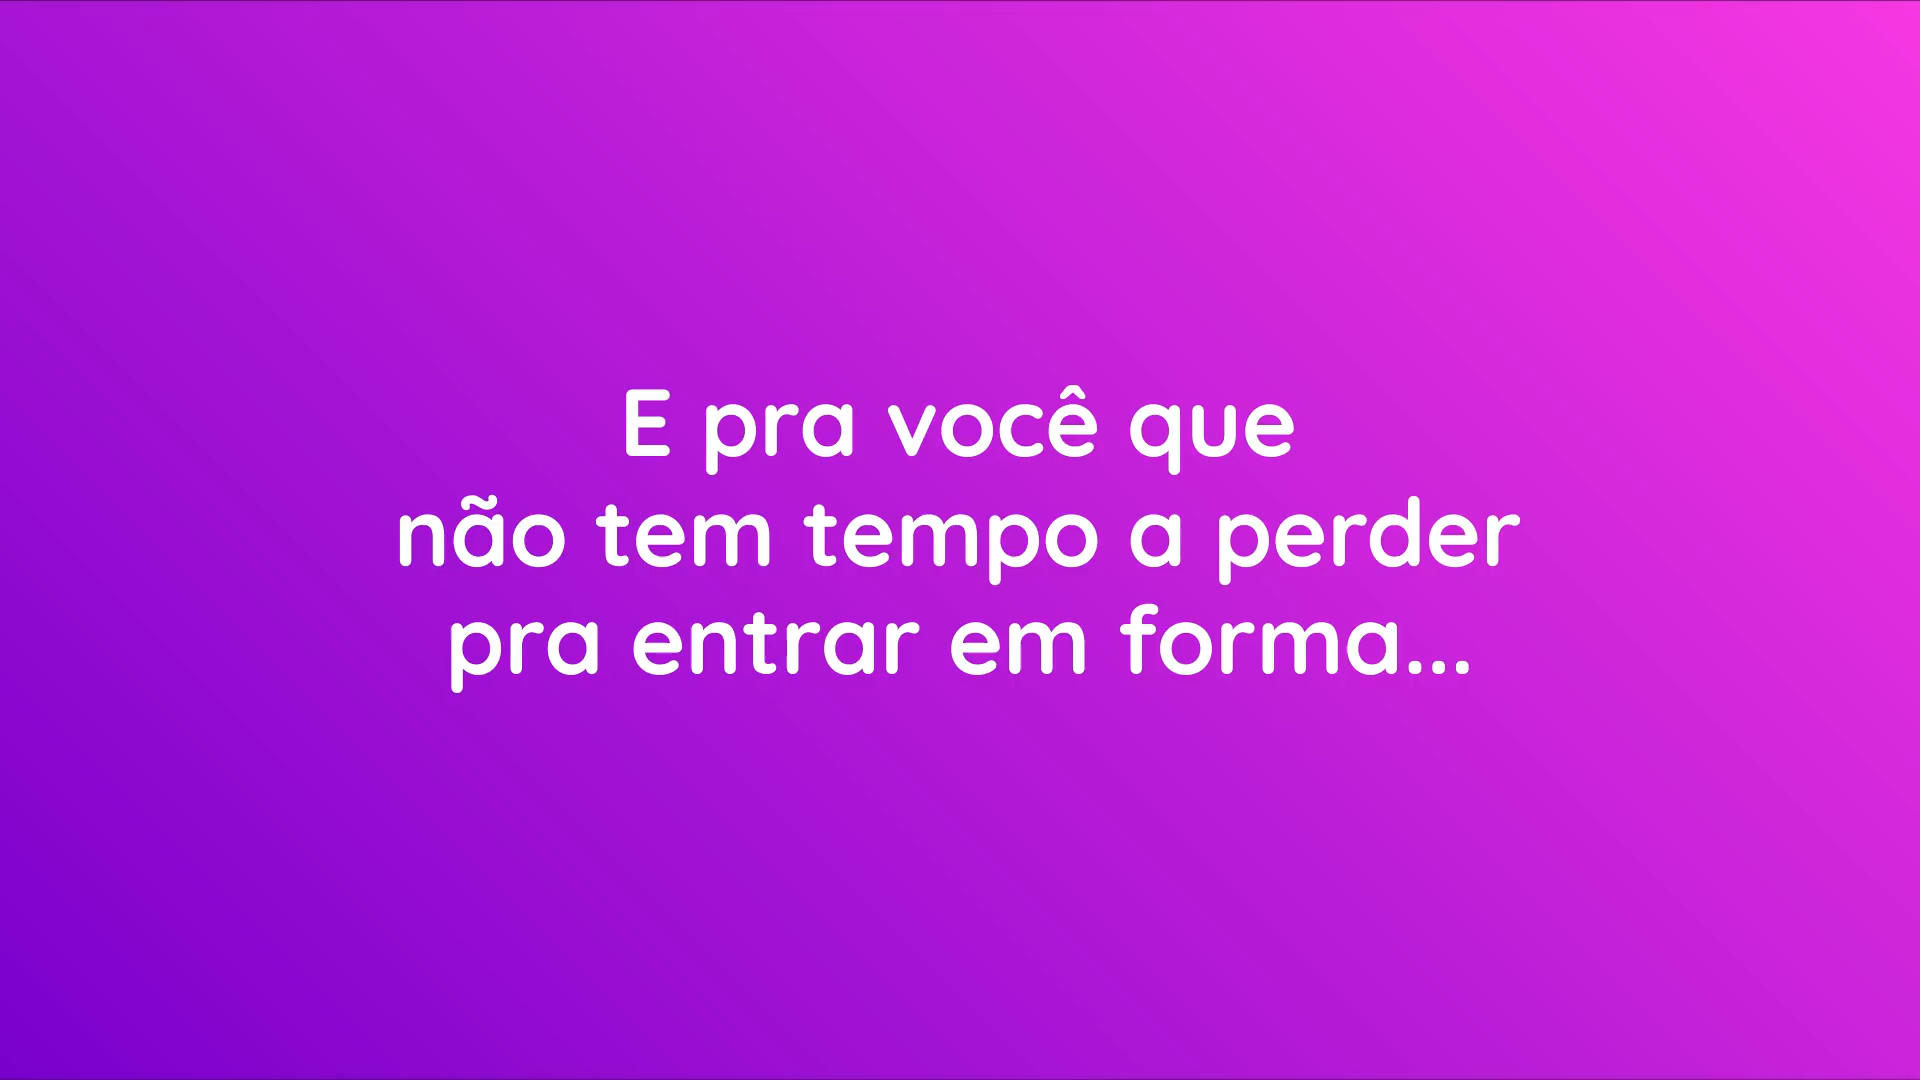 E pra você que
não tem tempo a perder
pra entrar em forma...